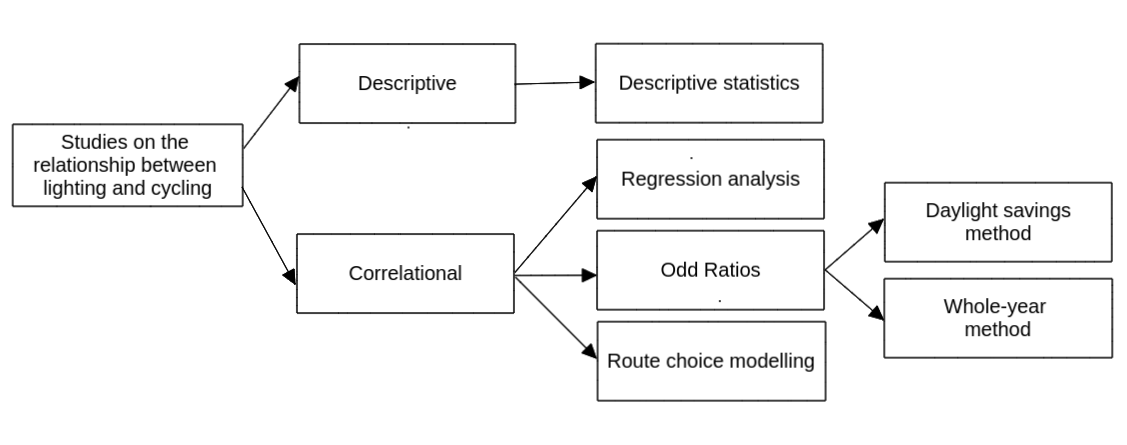 Studies on the
relationship between
lighting and cycling
Descriptive
Descriptive statistics
Correlational
Regression analysis
Odd Ratios
Route choice modelling
Daylight savings
method
Whole-year
method